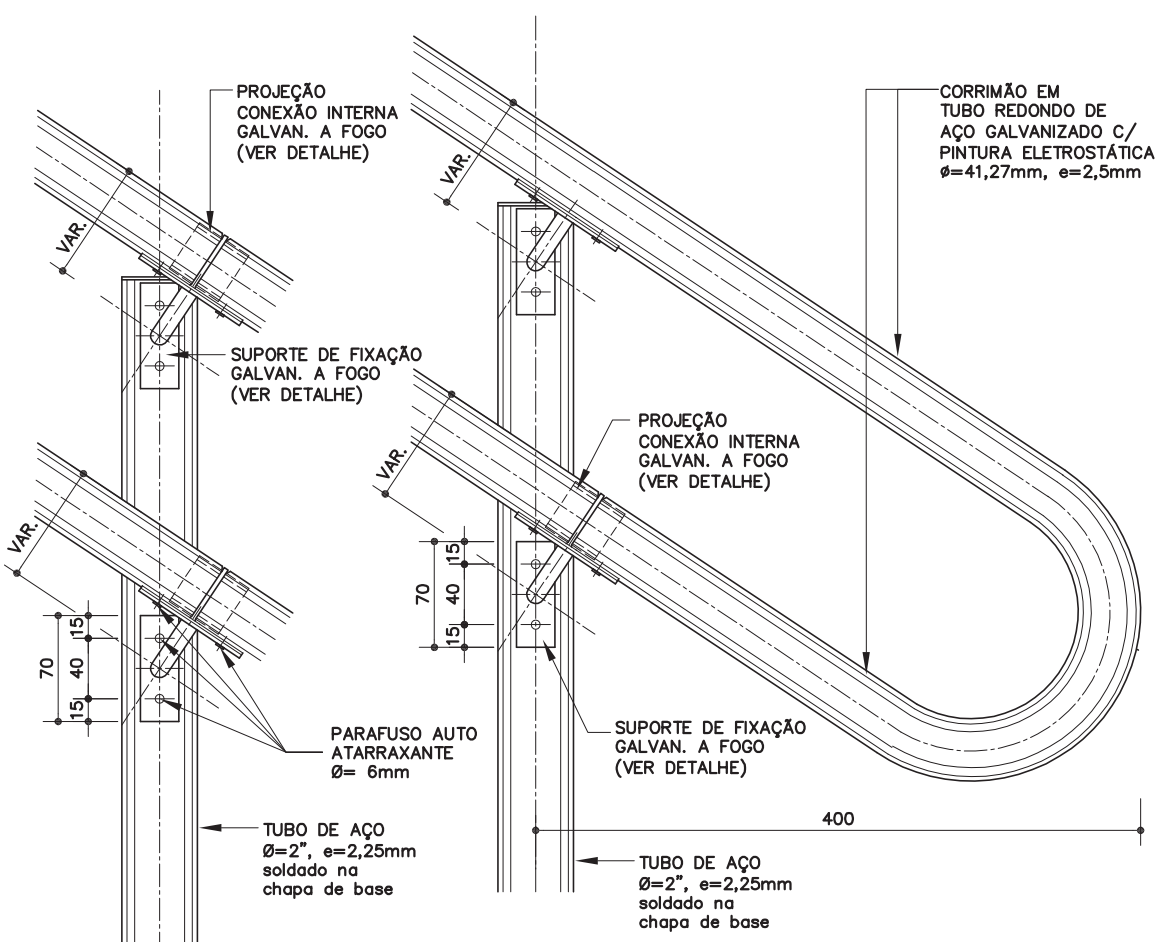 PROJEÇÃO
CONEXÃO INTERNA
GALVAN. A FOGO
(VER DETALHE)
VAR.
SUPORTE DE FIXAÇÃO
GALVAN. A FOGO
(VER DETALHE)
VAR.
15
70
40
15
PARAFUSO AUTO
ATARRAXANTE
Ø= 6mm
TUBO DE AÇO
Ø=2", e=2,25mm
soldado na
chapa de base
VAR.
CORRIMÃO EM
TUBO REDONDO DE
AÇO GALVANIZADO C/
PINTURA ELETROSTÁTICA
ø=41,27mm, e=2,5mm
VAR.
PROJEÇÃO
CONEXÃO INTERNA
GALVAN. A FOGO
(VER DETALHE)
15
70
40
15
SUPORTE DE FIXAÇÃO
GALVAN. A FOGO
(VER DETALHE)
400
TUBO DE AÇO
Ø=2", e=2,25mm
soldado na
chapa de base